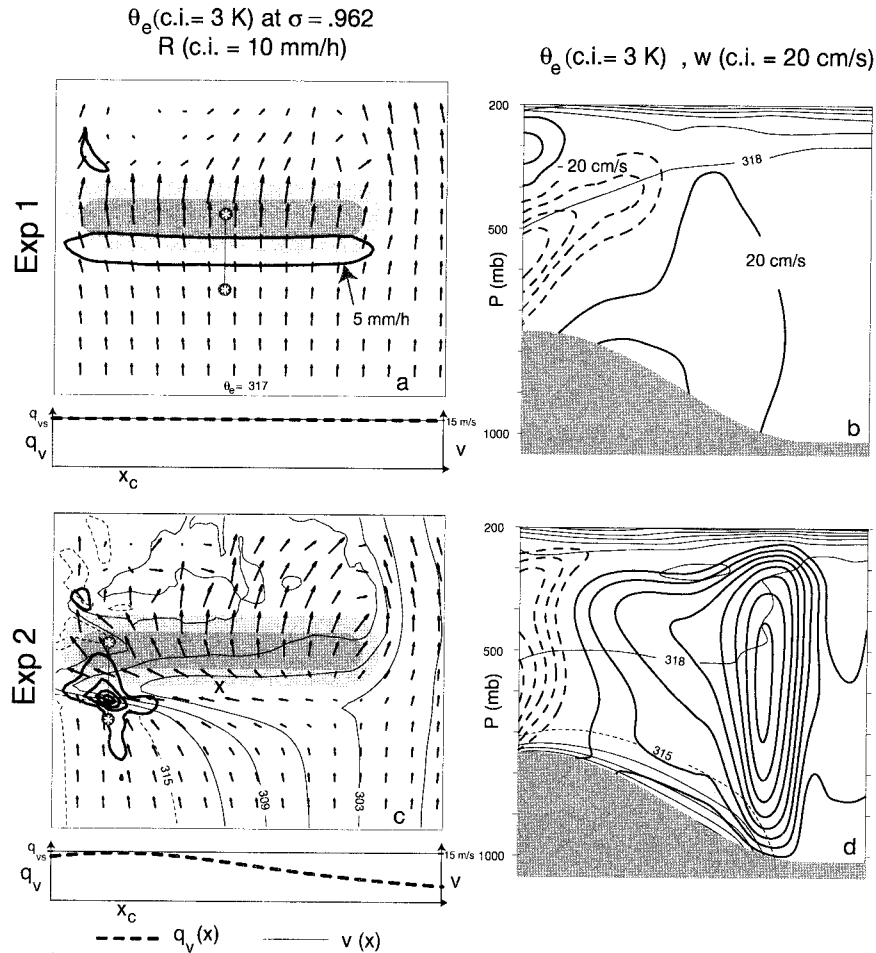 θe (c.i.= 3 K) at σ = .962
R (c.i. = 10 mm/h)
θe (c.i.= 3 K) , w (c.i. = 20 cm/s)
Exp 1
5 mm/h
θe = 317
a
qvs
15 m/s
qv
v
xc
200
500
1000
P (mb)
- 20 cm/s
318
20 cm/s
b
Exp 2
x
315
309
303
c
qvs
15 m/s
qv
v
xc
200
500
1000
P (mb)
318
315
d
qv(x)
v (x)